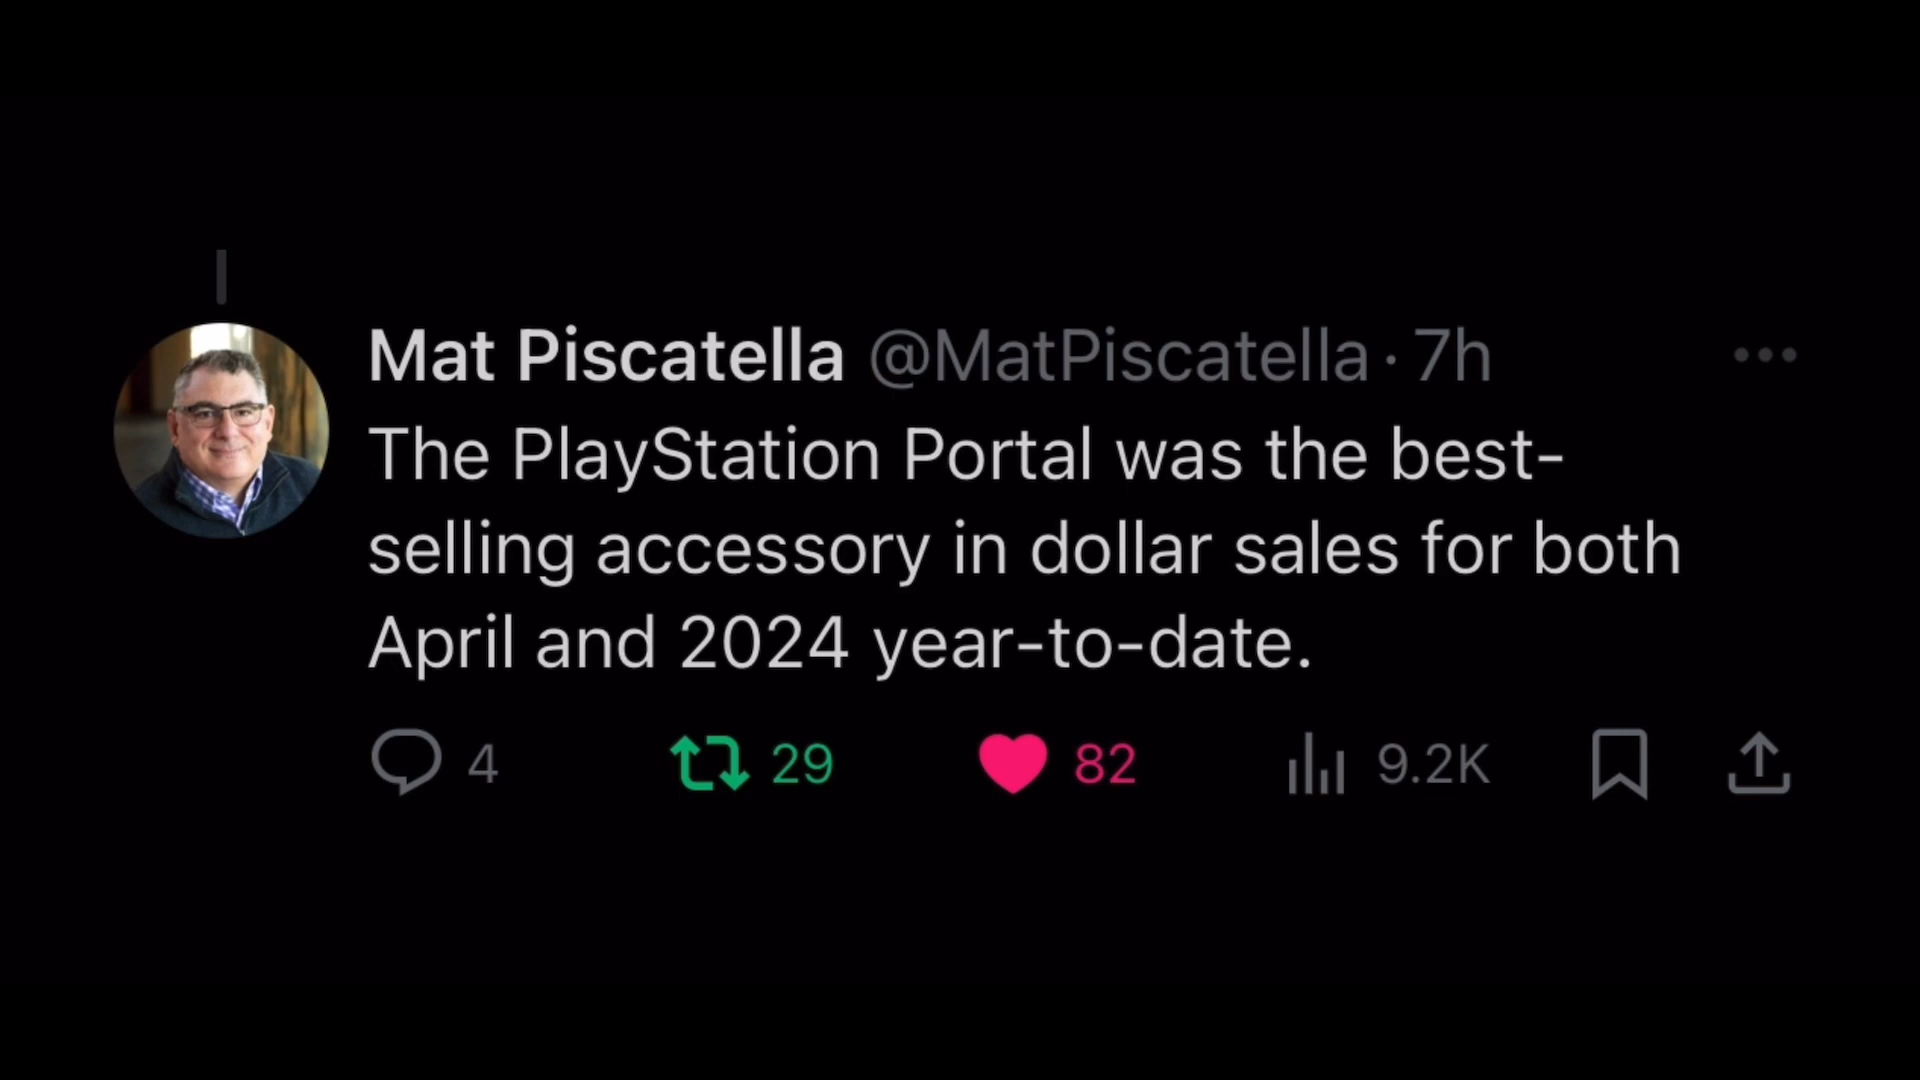 Mat Piscatella @MatPiscatella · 7h
The PlayStation Portal was the best-
selling accessory in dollar sales for both
April and 2024 year-to-date.
4 29 82 9.2K